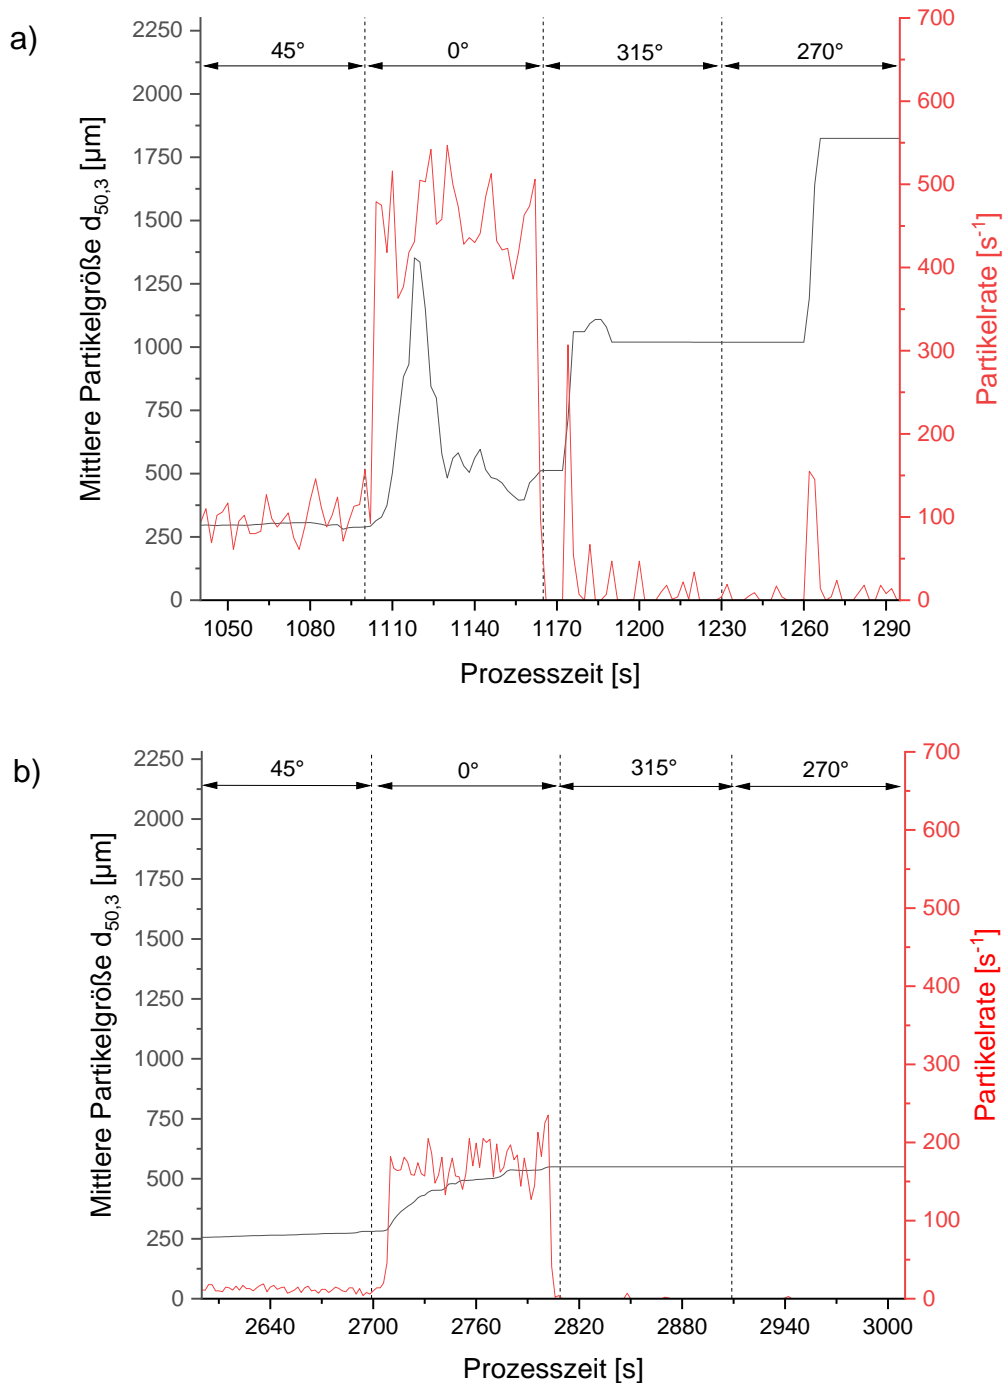 a)
45° 0° 315° 270°
2250 2000 1750 1500 1250 1000 750 500 250 0
Mittlere Partikelgröße d50,3 [µm]
700 600 500 400 300 200 100 0
Partikelrate [s-1]
1050 1080 1110 1140 1170 1200 1230 1260 1290
Prozesszeit [s]
b)
45° 0° 315° 270°
2250 2000 1750 1500 1250 1000 750 500 250 0
Mittlere Partikelgröße d50,3 [µm]
700 600 500 400 300 200 100 0
Partikelrate [s-1]
2640 2700 2760 2820 2880 2940 3000
Prozesszeit [s]